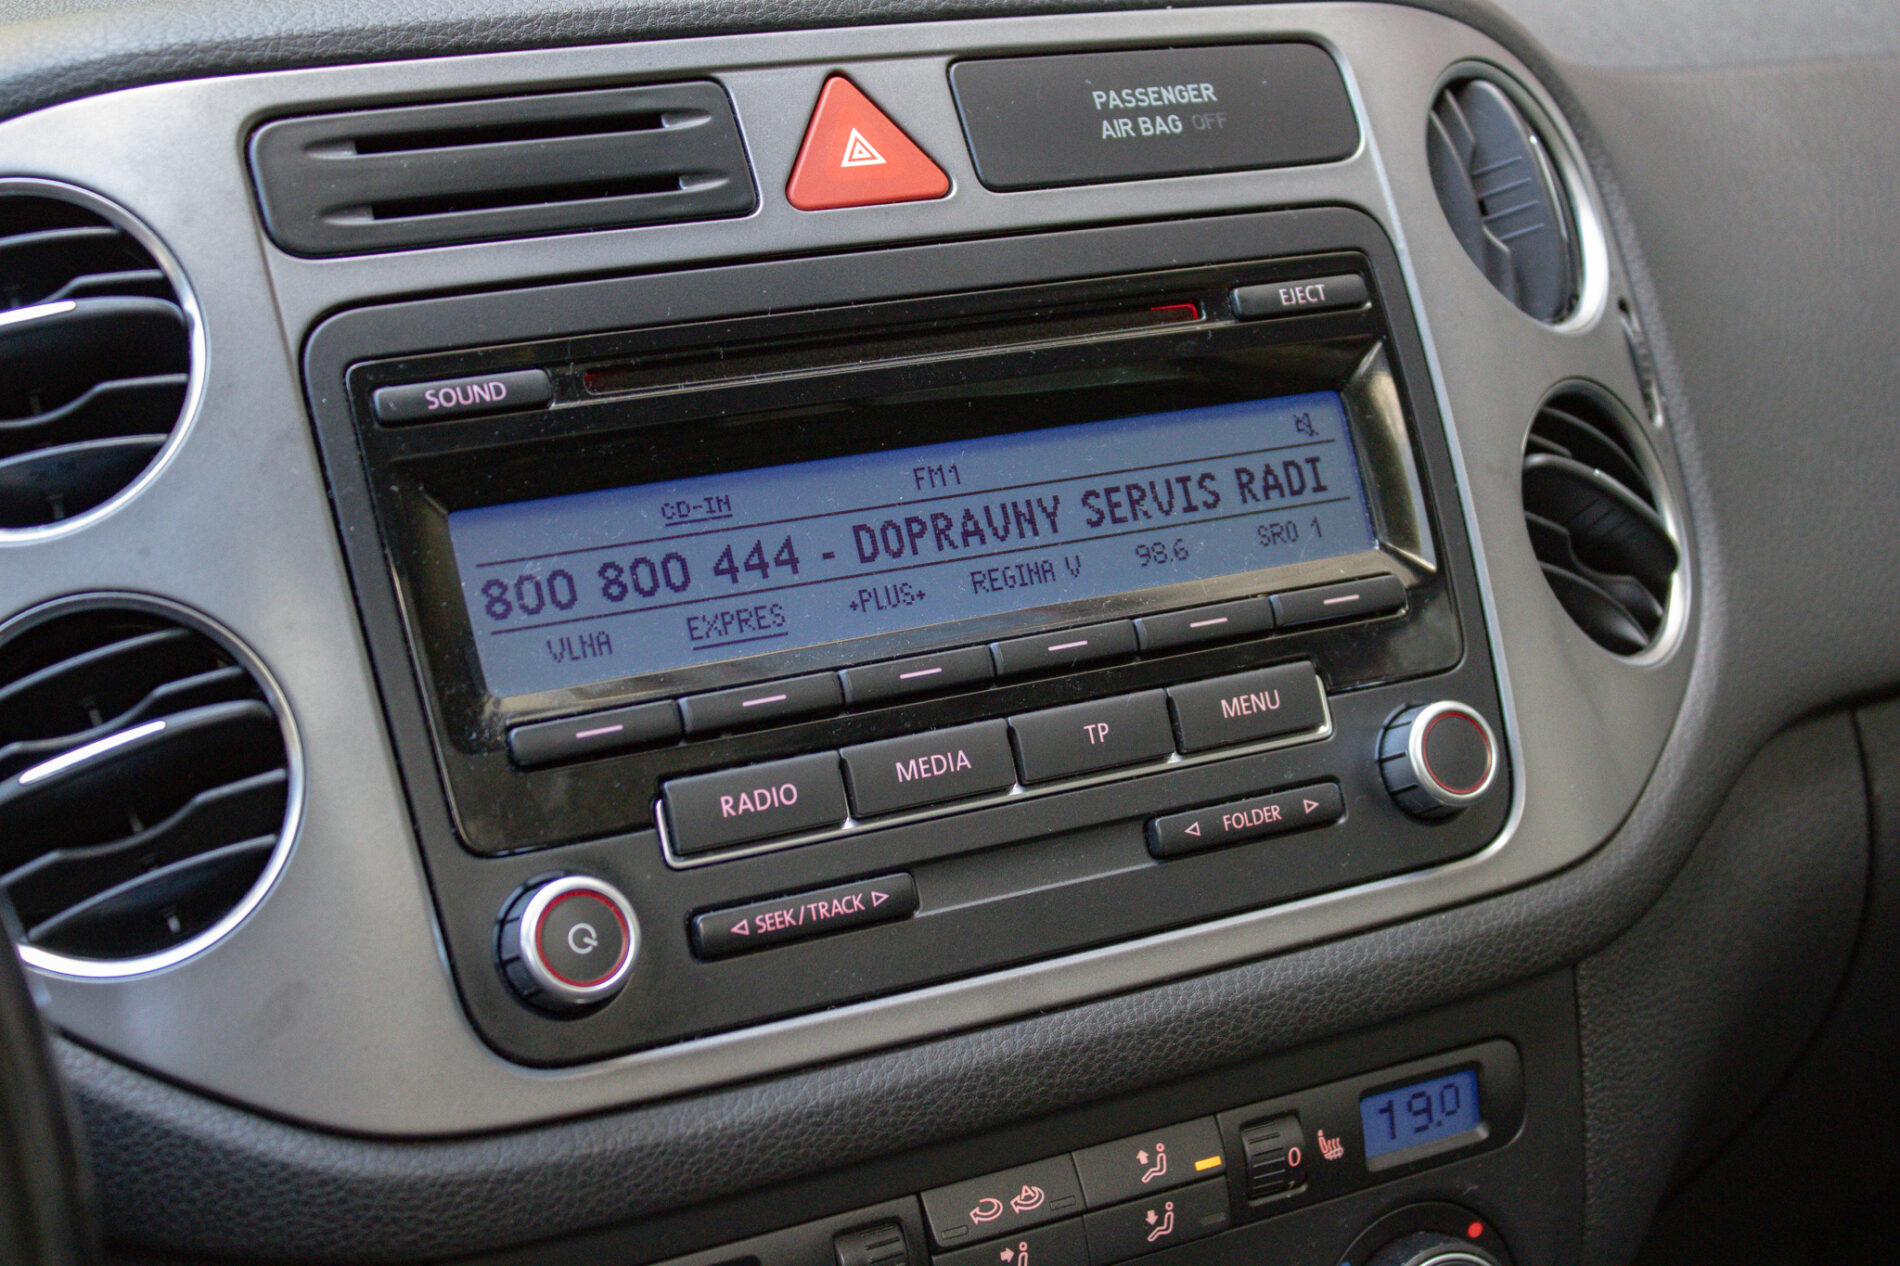 PASSENGER
AIR BAG OFF
EJECT
SOUND
CD-IN FM1
800 800 444 - DOPRAVNY SERVIS RADI
VLNA EXPRES +PLUS+ REGINA V 98.6 SRO 1
RADIO MEDIA TP MENU
SEEK/TRACK FOLDER
19.0
0
A